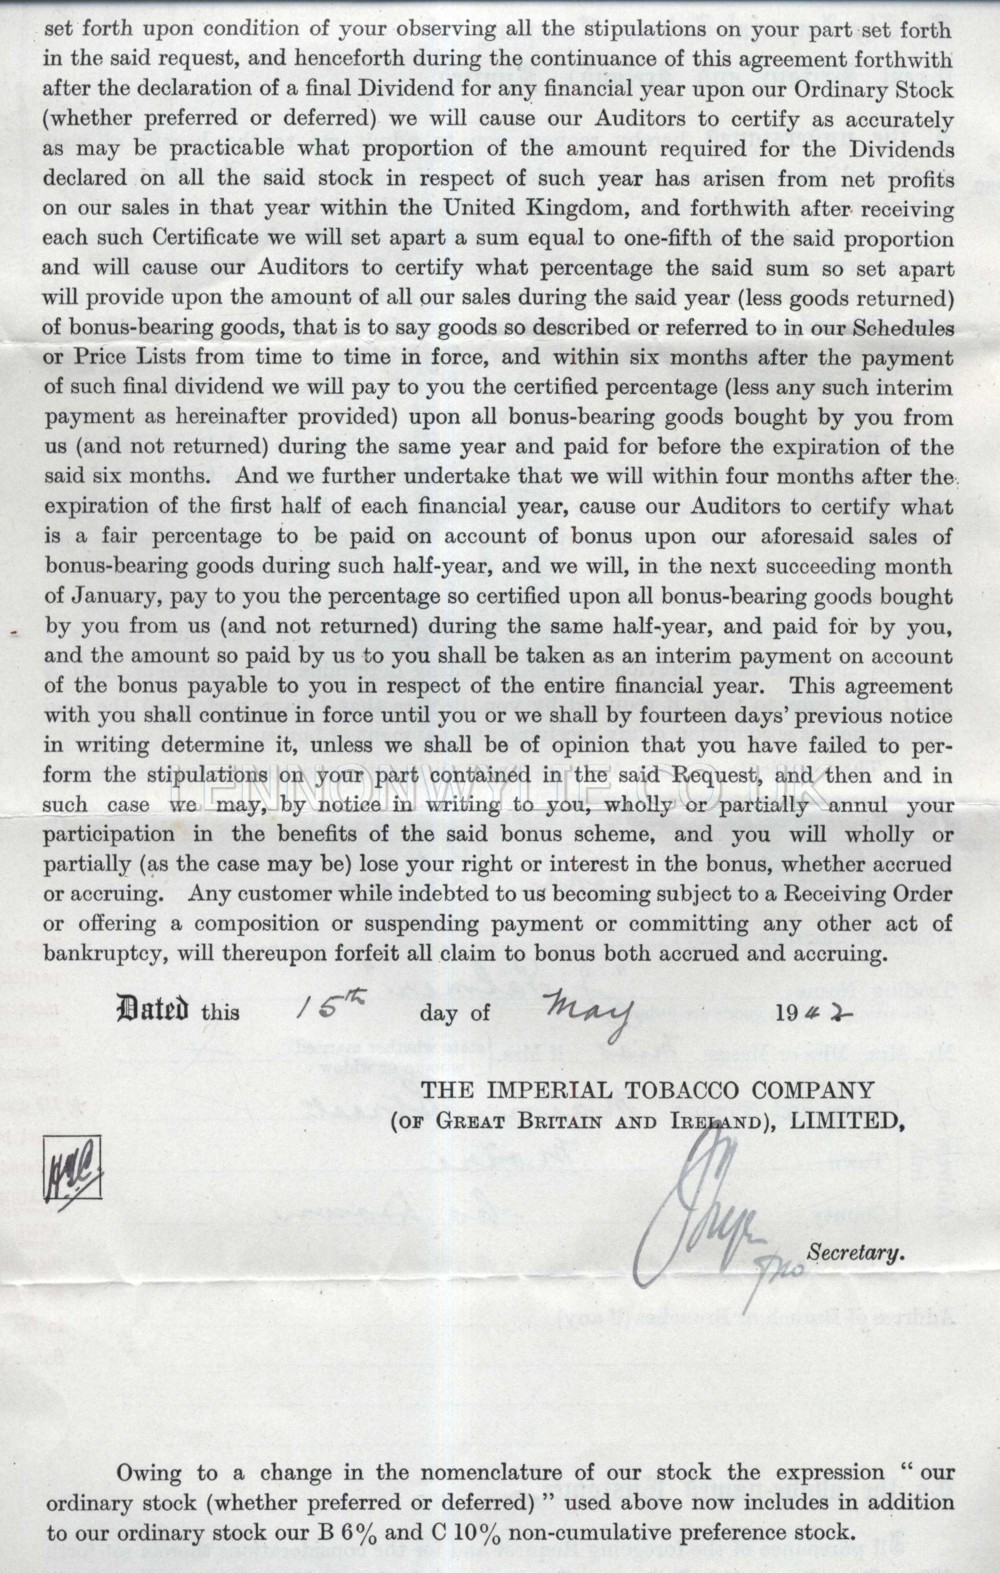 set forth upon condition of your observing all the stipulations on your part set forth
in the said request, and henceforth during the continuance of this agreement forthwith
after the declaration of a final Dividend for any financial year upon our Ordinary Stock
(whether preferred or deferred) we will cause our Auditors to certify as accurately
as may be practicable what proportion of the amount required for the Dividends
declared on all the said stock in respect of such year has arisen from net profits
on our sales in that year within the United Kingdom, and forthwith after receiving
each such Certificate we will set apart a sum equal to one-fifth of the said proportion
and will cause our Auditors to certify what percentage the said sum so set apart
will provide upon the amount of all our sales during the said year (less goods returned)
of bonus-bearing goods, that is to say goods so described or referred to in our Schedules
or Price Lists from time to time in force, and within six months after the payment
of such final dividend we will pay to you the certified percentage (less any such interim
payment as hereinafter provided) upon all bonus-bearing goods bought by you from
us (and not returned) during the same year and paid for before the expiration of the
said six months. And we further undertake that we will within four months after the
expiration of the first half of each financial year, cause our Auditors to certify what
is a fair percentage to be paid on account of bonus upon our aforesaid sales of
bonus-bearing goods during such half-year, and we will, in the next succeeding month
of January, pay to you the percentage so certified upon all bonus-bearing goods bought
by you from us (and not returned) during the same half-year, and paid for by you,
and the amount so paid by us to you shall be taken as an interim payment on account
of the bonus payable to you in respect of the entire financial year. This agreement
with you shall continue in force until you or we shall by fourteen days' previous notice
in writing determine it, unless we shall be of opinion that you have failed to per-
form the stipulations on your part contained in the said Request, and then and in
LENNONWYLIE.CO.UK
such case we may, by notice in writing to you, wholly or partially annul your
participation in the benefits of the said bonus scheme, and you will wholly or
partially (as the case may be) lose your right or interest in the bonus, whether accrued
or accruing. Any customer while indebted to us becoming subject to a Receiving Order
or offering a composition or suspending payment or committing any other act of
bankruptcy, will thereupon forfeit all claim to bonus both accrued and accruing.
Dated this 15th day of May 1942
THE IMPERIAL TOBACCO COMPANY
(OF GREAT BRITAIN AND IRELAND), LIMITED,
Secretary.
Owing to a change in the nomenclature of our stock the expression “ our
ordinary stock (whether preferred or deferred) ” used above now includes in addition
to our ordinary stock our B 6% and C 10% non-cumulative preference stock.